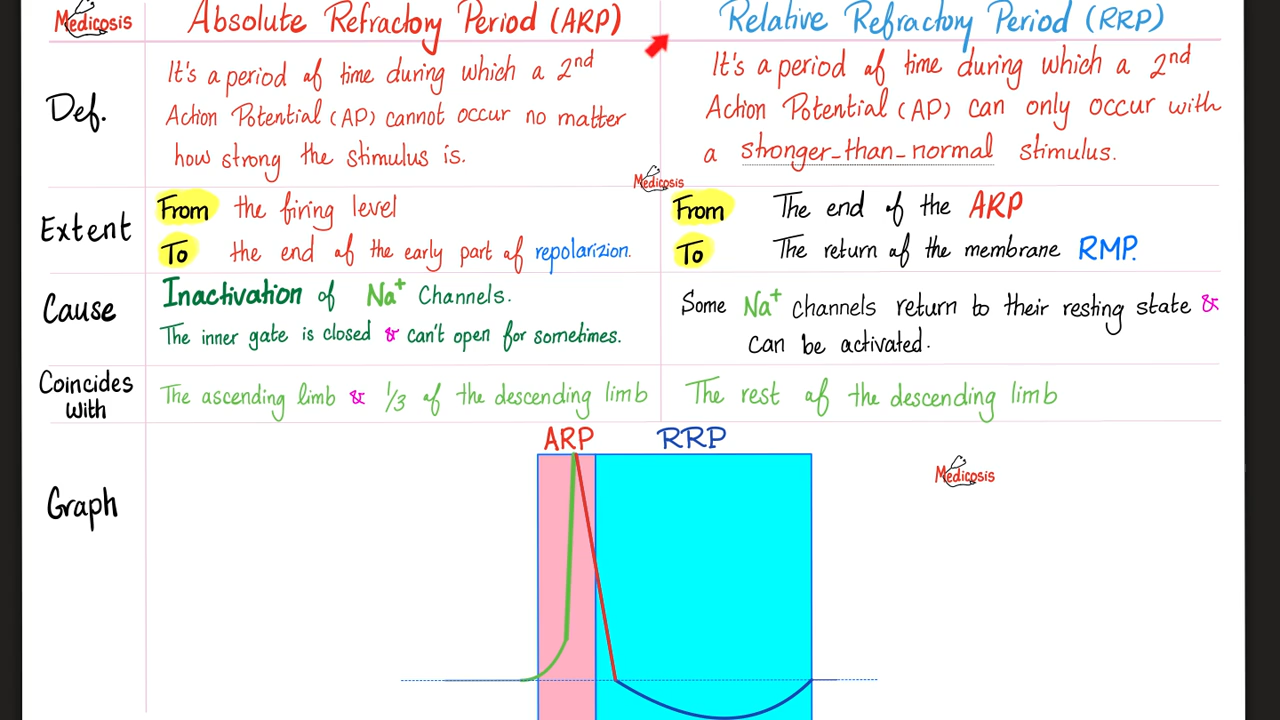 Medicosis
Absolute Refractory Period (ARP)
Relative Refractory Period (RRP)
Def.
It's a period of time during which a 2nd
Action Potential (AP) cannot occur no matter
how strong the stimulus is.
It's a period of time during which a 2nd
Action Potential (AP) can only occur with
a stronger-than-normal stimulus.
Medicosis
Extent
From the firing level
To the end of the early part of repolarizion.
From The end of the ARP
To The return of the membrane RMP.
Cause
Inactivation of Na+ Channels.
The inner gate is closed & can't open for sometimes.
Some Na+ channels return to their resting state &
can be activated.
Coincides
with
The ascending limb & 1/3 of the descending limb
The rest of the descending limb
Graph
ARP
RRP
Medicosis